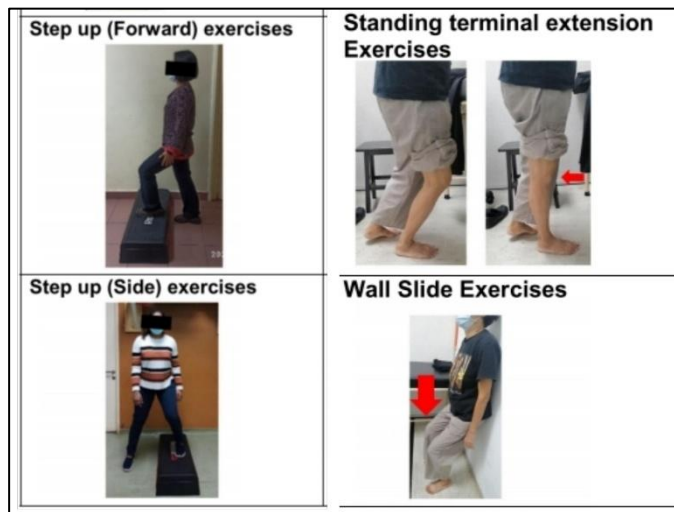 Step up (Forward) exercises
Standing terminal extension
Exercises
Step up (Side) exercises
Wall Slide Exercises